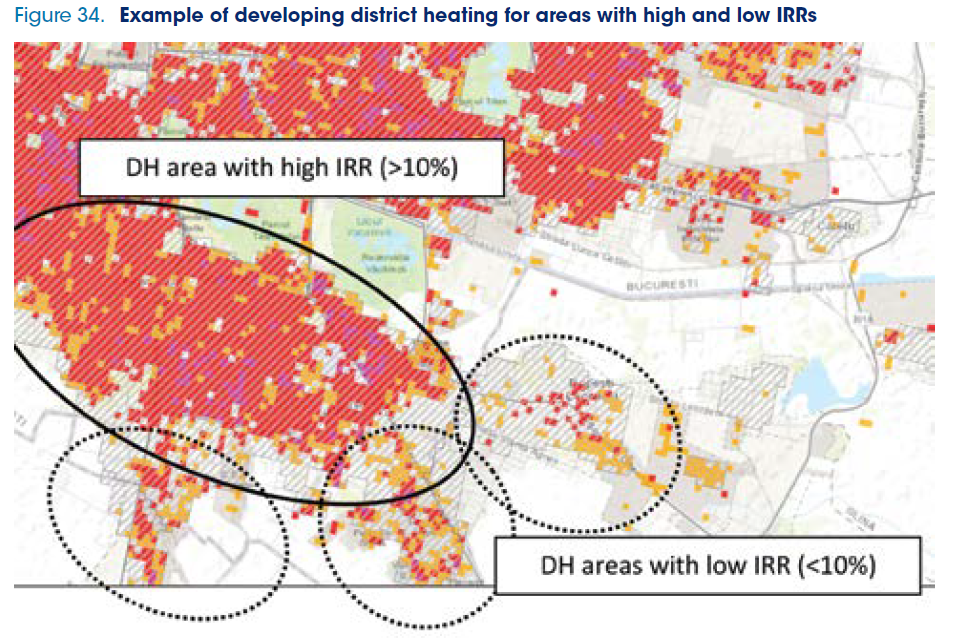 Figure 34. Example of developing district heating for areas with high and low IRRs
DH area with high IRR (>10%)
BUCURESTI
DH areas with low IRR (<10%)